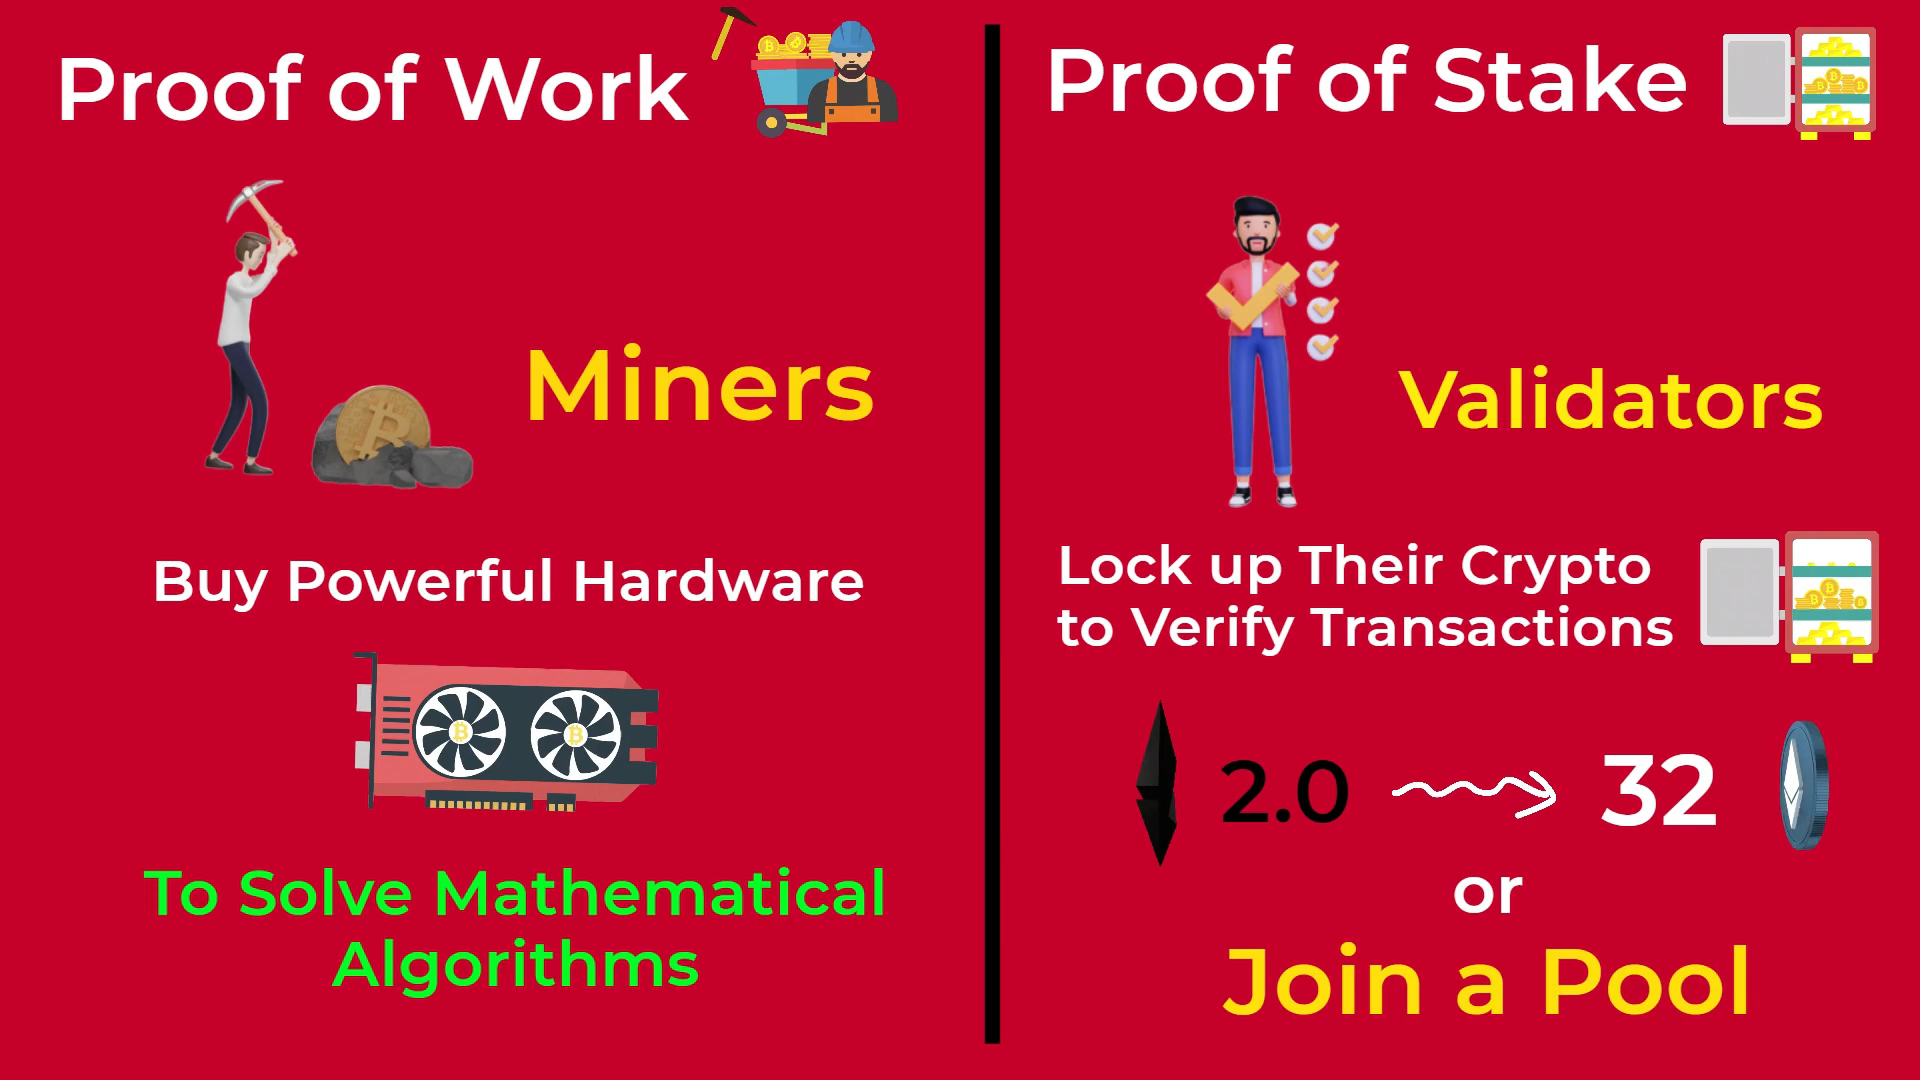 Proof of Work
Miners
Buy Powerful Hardware
To Solve Mathematical
Algorithms
Proof of Stake
Validators
Lock up Their Crypto
to Verify Transactions
2.0 32
or
Join a Pool